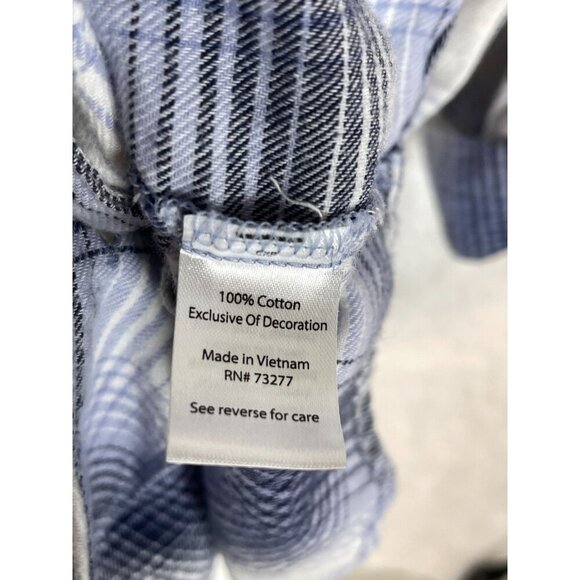 100% Cotton
Exclusive Of Decoration
Made in Vietnam
RN# 73277
See reverse for care